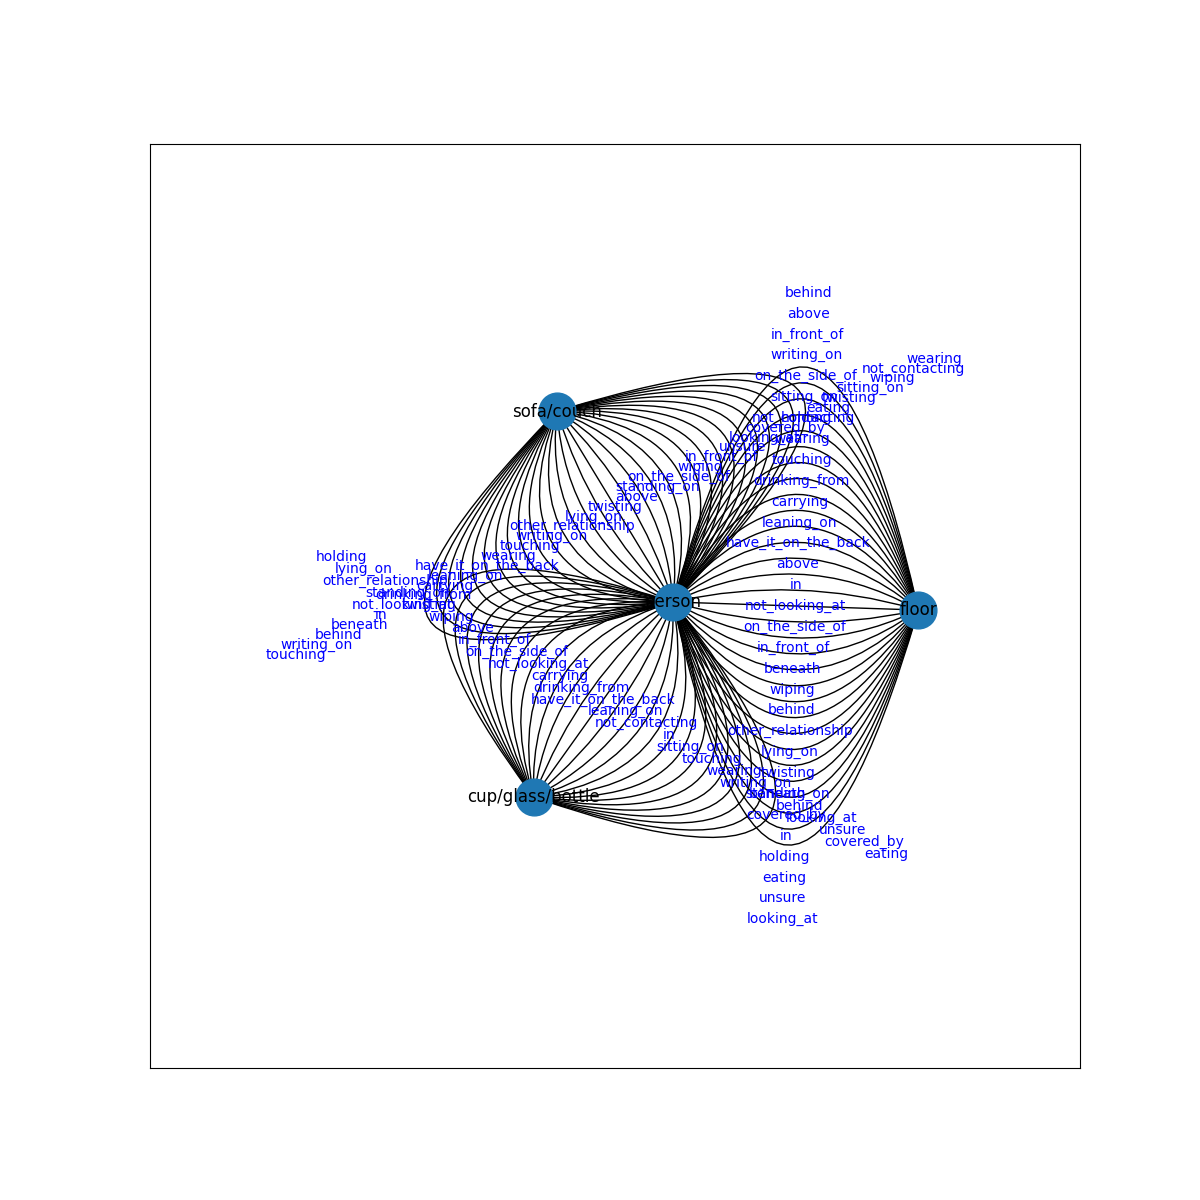 behind
above
in_front_of
writing_on
wearing
not_contacting
on_the_side_of
wiping
sitting_on
sitting_on
twisting
eating
not_contacting
covered_by
wearing
unsure
in_front_of
touching
wiping
on_the_side_of
drinking_from
standing_on
above
carrying
twisting
lying_on
leaning_on
other_relationship
writing_on
have_it_on_the_back
touching
wearing
above
holding
have_it_on_the_back
lying_on
leaning_on
other_relationship
carrying
in
standing_on
drinking_from
not_looking_at
twisting
not_looking_at
in
wiping
beneath
above
on_the_side_of
behind
in_front_of
writing_on
on_the_side_of
in_front_of
touching
not_looking_at
beneath
carrying
drinking_from
wiping
have_it_on_the_back
leaning_on
behind
not_contacting
other_relationship
in
sitting_on
lying_on
touching
wearing
twisting
writing_on
standing_on
behind
covered_by
looking_at
unsure
in
covered_by
eating
holding
eating
unsure
looking_at
sofa/couch
person
floor
cup/glass/bottle